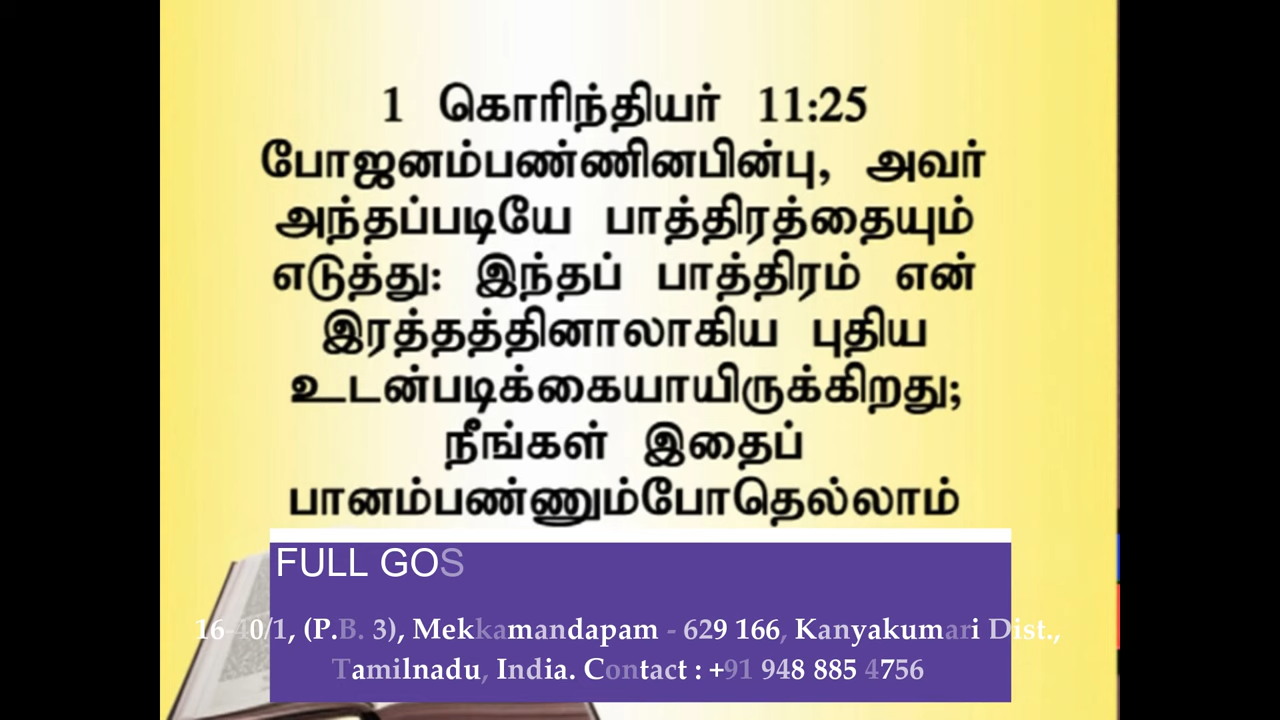 1 கொரிந்தியர் 11:25
போஜனம்பண்ணினபின்பு, அவர்
அந்தப்படியே பாத்திரத்தையும்
எடுத்து: இந்தப் பாத்திரம் என்
இரத்தத்தினாலாகிய புதிய
உடன்படிக்கையாயிருக்கிறது;
நீங்கள் இதைப்
பானம்பண்ணும்போதெல்லாம்
FULL GOS
16-40/1, (P.B. 3), Mekkamandapam - 629 166, Kanyakumari Dist.,
Tamilnadu, India. Contact : +91 948 885 4756